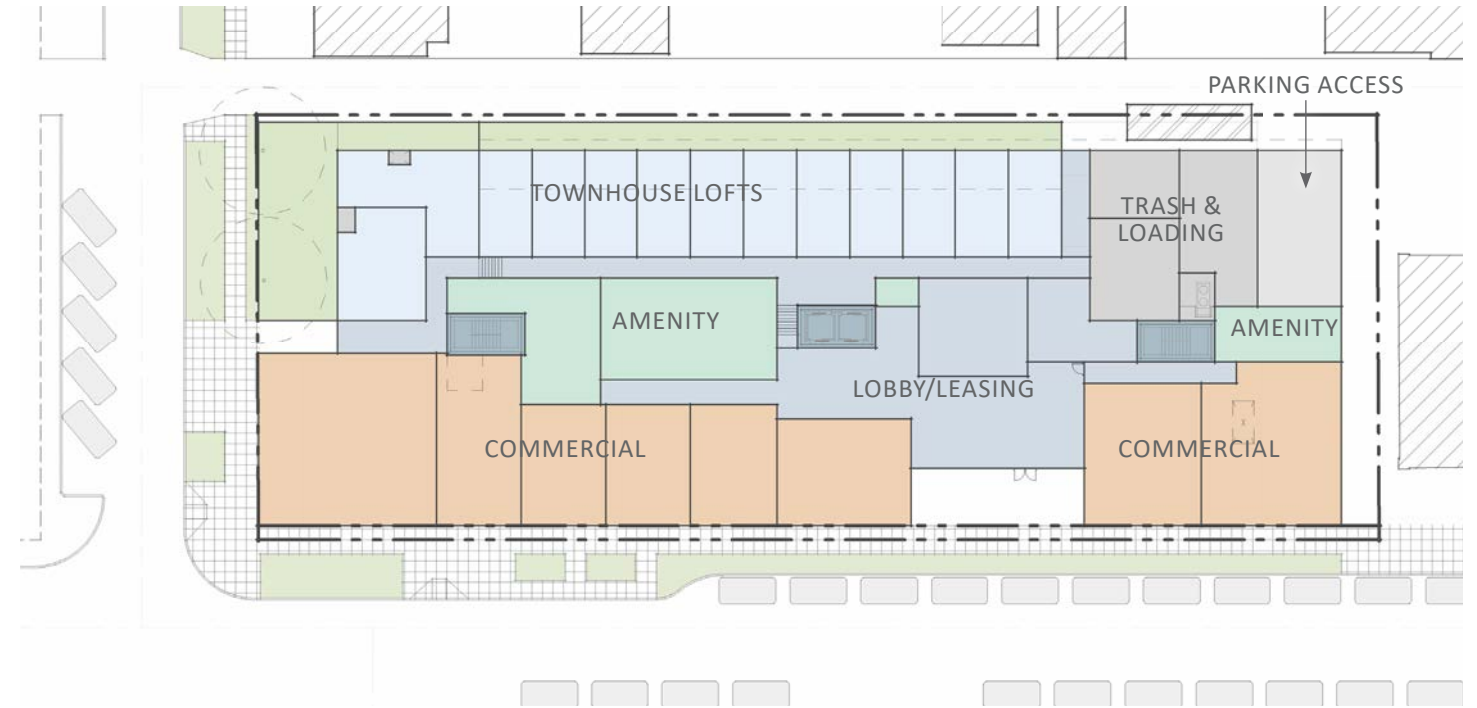 PARKING ACCESS
TOWNHOUSE LOFTS
TRASH &
LOADING
AMENITY
AMENITY
LOBBY/LEASING
COMMERCIAL
COMMERCIAL